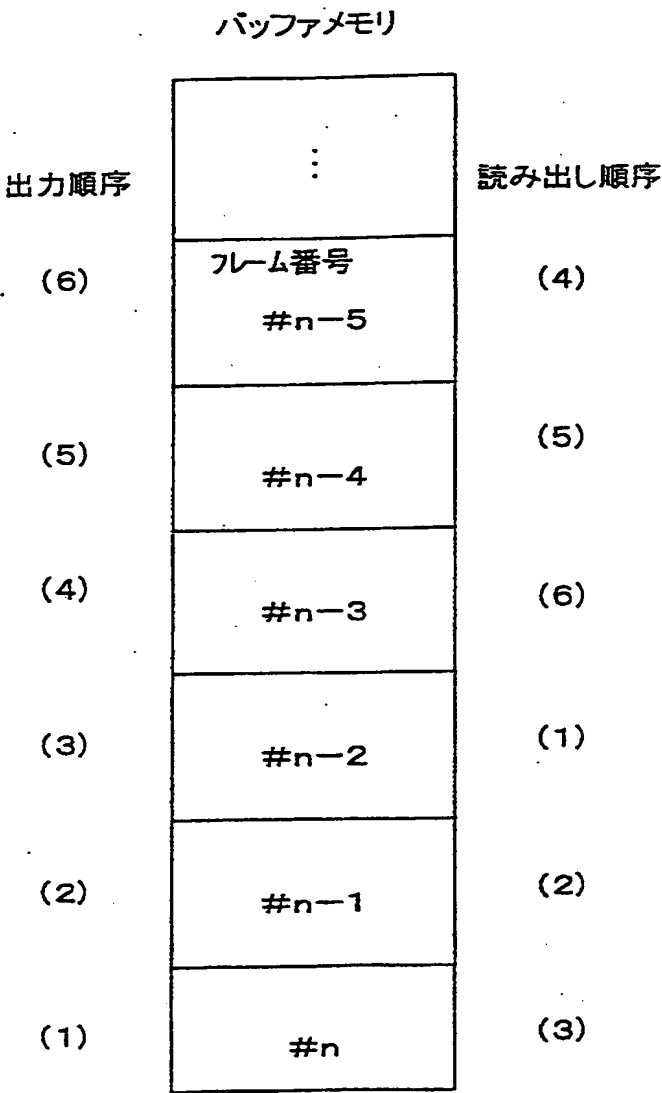 バッファメモリ
⋮
出力順序
読み出し順序
フレーム番号
(6)
#n−5
(4)
(5)
#n−4
(5)
(4)
#n−3
(6)
(3)
#n−2
(1)
(2)
#n−1
(2)
(1)
#n
(3)